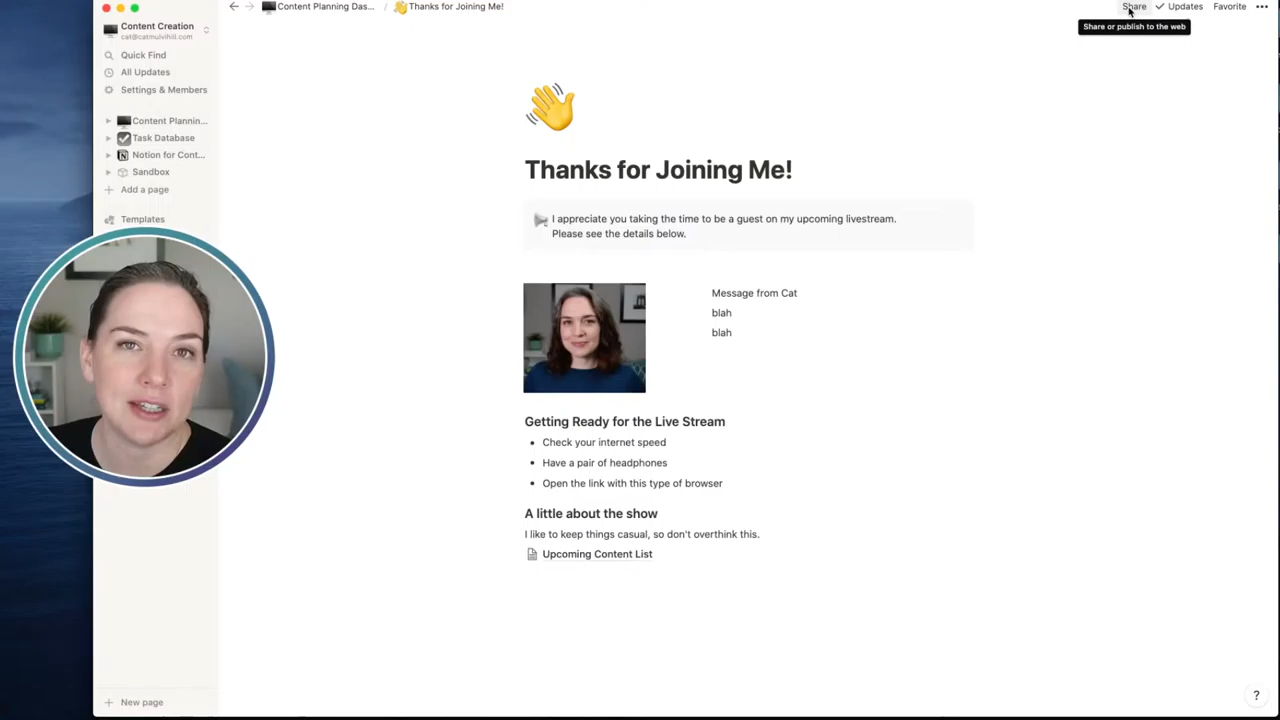 Content Planning Das... / Thanks for Joining Me!
Share Updates Favorite
Share or publish to the web
Content Creation
cat@catmulvihill.com
Quick Find
All Updates
Settings & Members
Content Plannin...
Task Database
Notion for Cont...
Sandbox
Add a page
Templates
New page
Thanks for Joining Me!
I appreciate you taking the time to be a guest on my upcoming livestream.
Please see the details below.
Message from Cat
blah
blah
Getting Ready for the Live Stream
• Check your internet speed
• Have a pair of headphones
• Open the link with this type of browser
A little about the show
I like to keep things casual, so don't overthink this.
Upcoming Content List
?